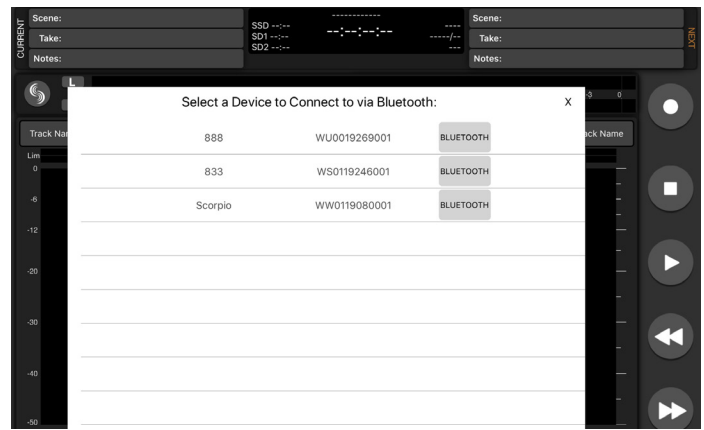 CURRENT
Scene:
Take:
Notes:
SSD --:--
SD1 --:--
SD2 --:--
------------
--:--:--:--
----
-----/--
---
Scene:
Take:
Notes:
NEXT
L
-3 0
Select a Device to Connect to via Bluetooth: X
Track Nam
ack Name
888 WU0019269001 BLUETOOTH
833 WS0119246001 BLUETOOTH
Scorpio WW0119080001 BLUETOOTH
Lim
0
-6
-12
-20
-30
-40
-50